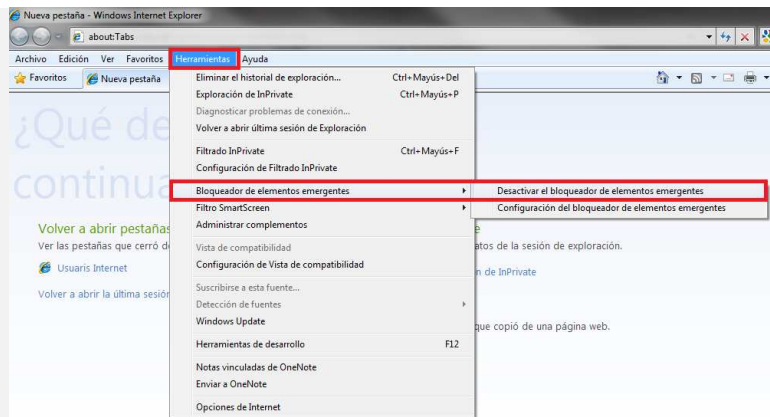 Nueva pestaña - Windows Internet Explorer
about:Tabs
Archivo Edición Ver Favoritos Herramientas Ayuda
Favoritos Nueva pestaña
¿Qué de
continua
Eliminar el historial de exploración... Ctrl+Mayús+Del
Exploración de InPrivate Ctrl+Mayús+P
Diagnosticar problemas de conexión...
Volver a abrir última sesión de Exploración
Filtrado InPrivate Ctrl+Mayús+F
Configuración de Filtrado InPrivate
Bloqueador de elementos emergentes Desactivar el bloqueador de elementos emergentes
Filtro SmartScreen Configuración del bloqueador de elementos emergentes
Administrar complementos
Volver a abrir pestañas
Ver las pestañas que cerró d
atos de la sesión de exploración.
Vista de compatibilidad
Configuración de Vista de compatibilidad
Usuaris Internet
n de InPrivate
Suscribirse a esta fuente...
Volver a abrir la última sesión
Detección de fuentes
Windows Update
que copió de una página web.
Herramientas de desarrollo F12
Notas vinculadas de OneNote
Enviar a OneNote
Opciones de Internet